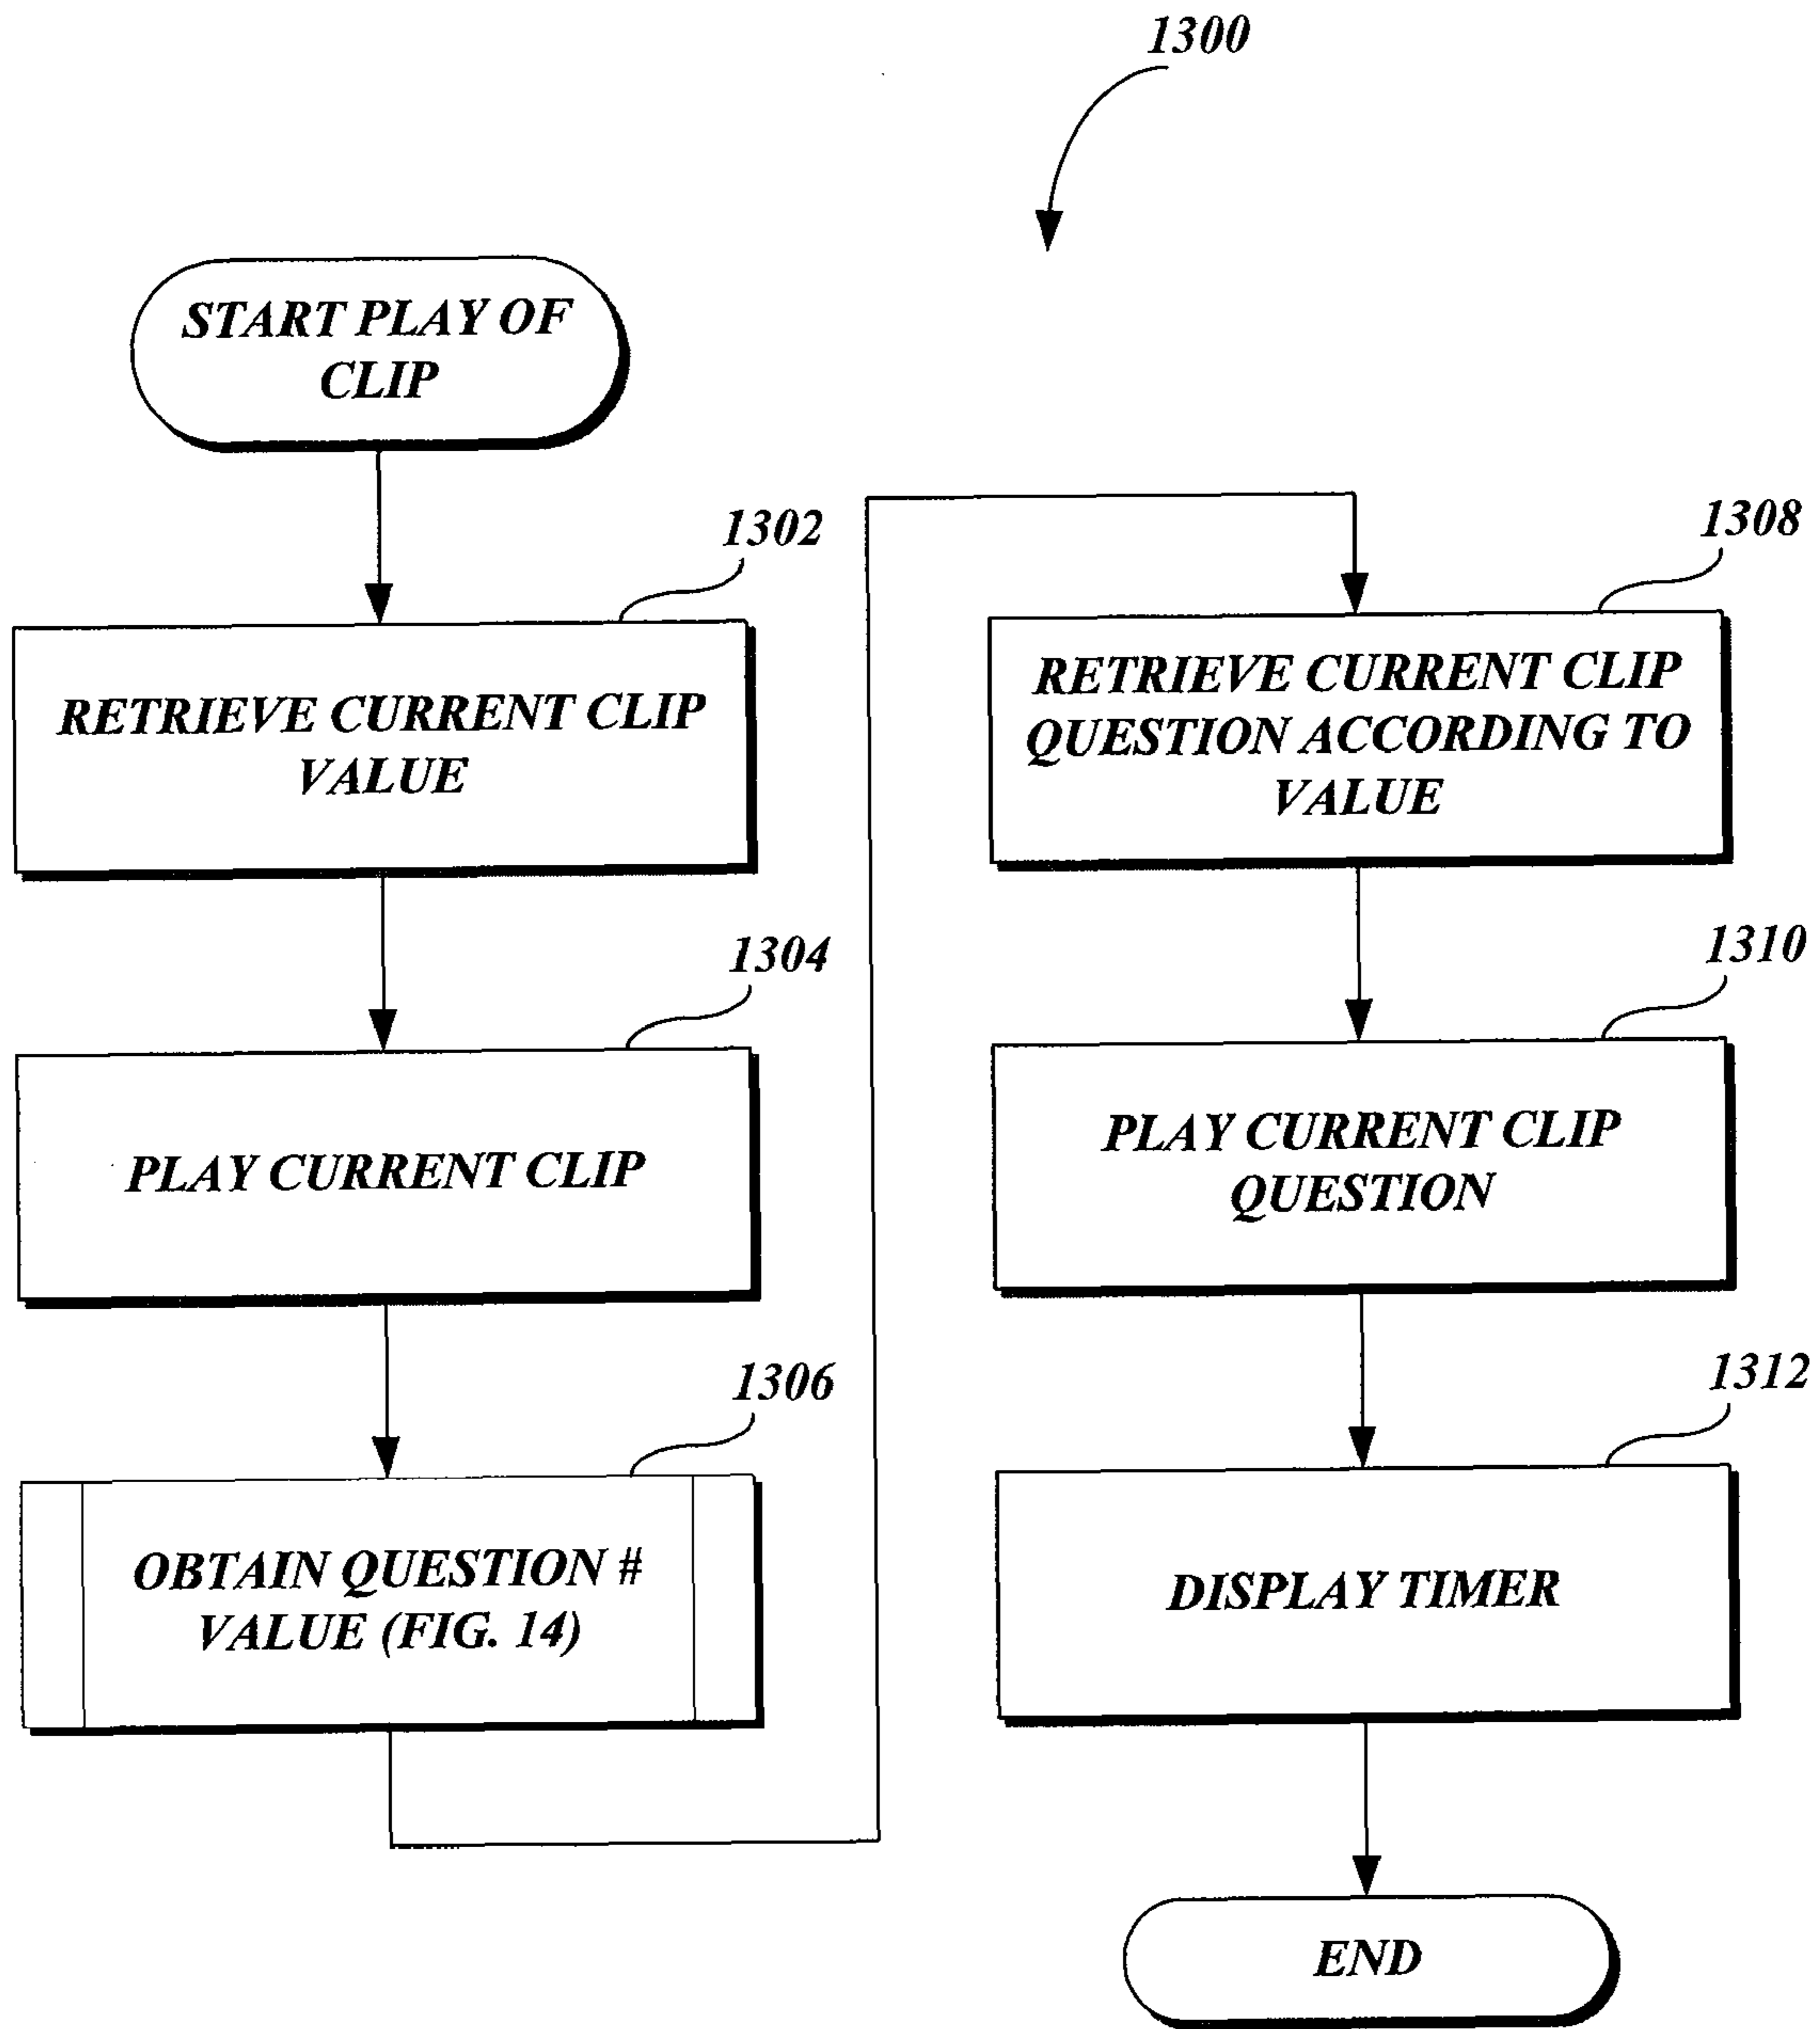 1300
START PLAY OF
CLIP
1302
RETRIEVE CURRENT CLIP
VALUE
1304
PLAY CURRENT CLIP
1306
OBTAIN QUESTION #
VALUE (FIG. 14)
1308
RETRIEVE CURRENT CLIP
QUESTION ACCORDING TO
VALUE
1310
PLAY CURRENT CLIP
QUESTION
1312
DISPLAY TIMER
END